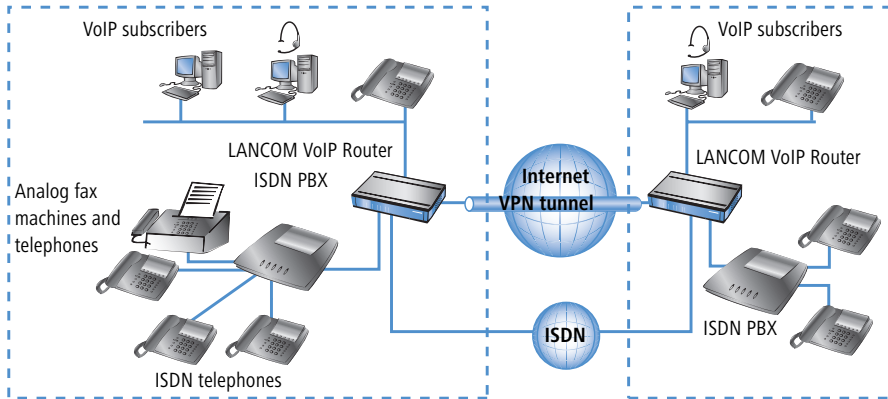 VoIP subscribers
VoIP subscribers
LANCOM VoIP Router
ISDN PBX
Internet
VPN tunnel
LANCOM VoIP Router
Analog fax
machines and
telephones
ISDN
ISDN PBX
ISDN telephones